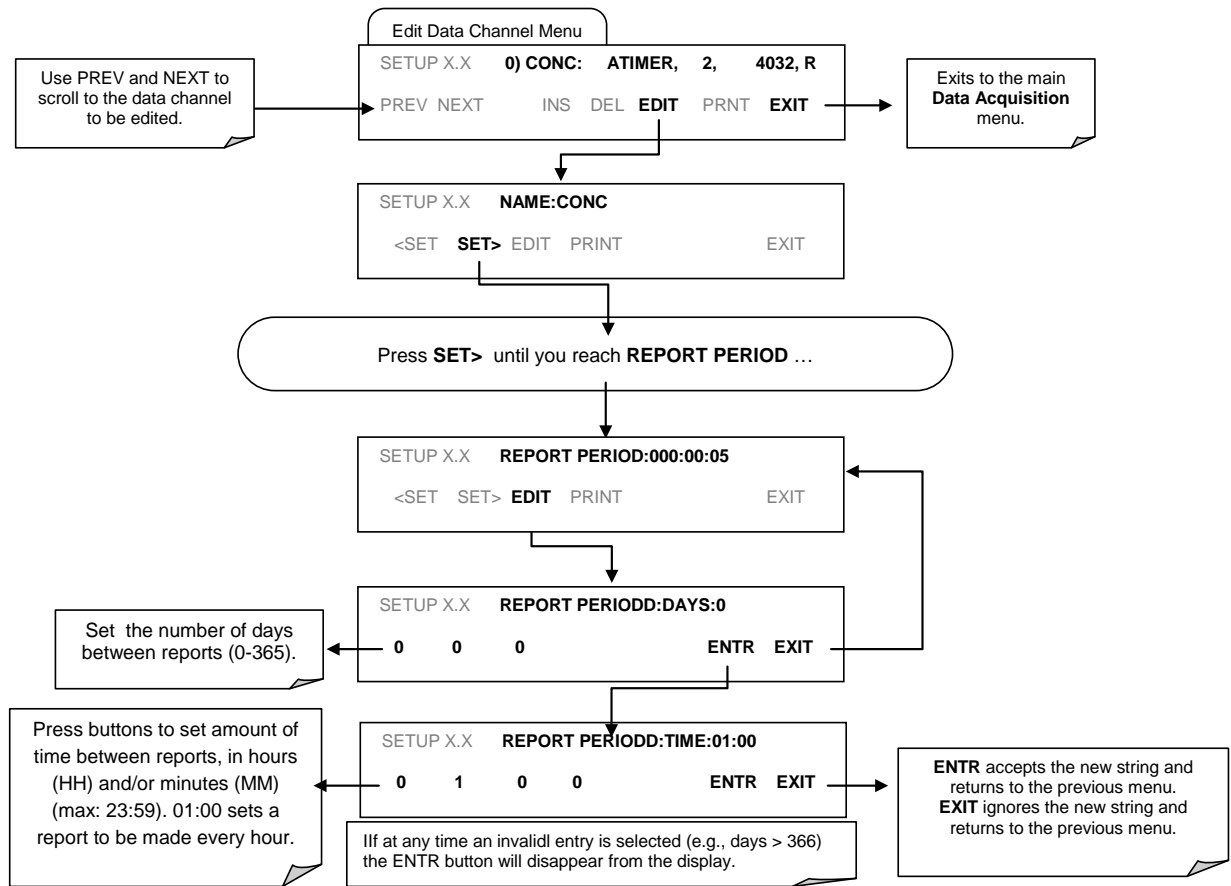 Edit Data Channel Menu
SETUP X.X 0) CONC: ATIMER, 2, 4032, R
PREV NEXT INS DEL EDIT PRNT EXIT
Use PREV and NEXT to
scroll to the data channel
to be edited.
Exits to the main
Data Acquisition
menu.
SETUP X.X NAME:CONC
<SET SET> EDIT PRINT EXIT
Press SET> until you reach REPORT PERIOD …
SETUP X.X REPORT PERIOD:000:00:05
<SET SET> EDIT PRINT EXIT
SETUP X.X REPORT PERIODD:DAYS:0
0 0 0 ENTR EXIT
Set the number of days
between reports (0-365).
SETUP X.X REPORT PERIODD:TIME:01:00
0 1 0 0 ENTR EXIT
Press buttons to set amount of
time between reports, in hours
(HH) and/or minutes (MM)
(max: 23:59). 01:00 sets a
report to be made every hour.
ENTR accepts the new string and
returns to the previous menu.
EXIT ignores the new string and
returns to the previous menu.
IIf at any time an invalidl entry is selected (e.g., days > 366)
the ENTR button will disappear from the display.